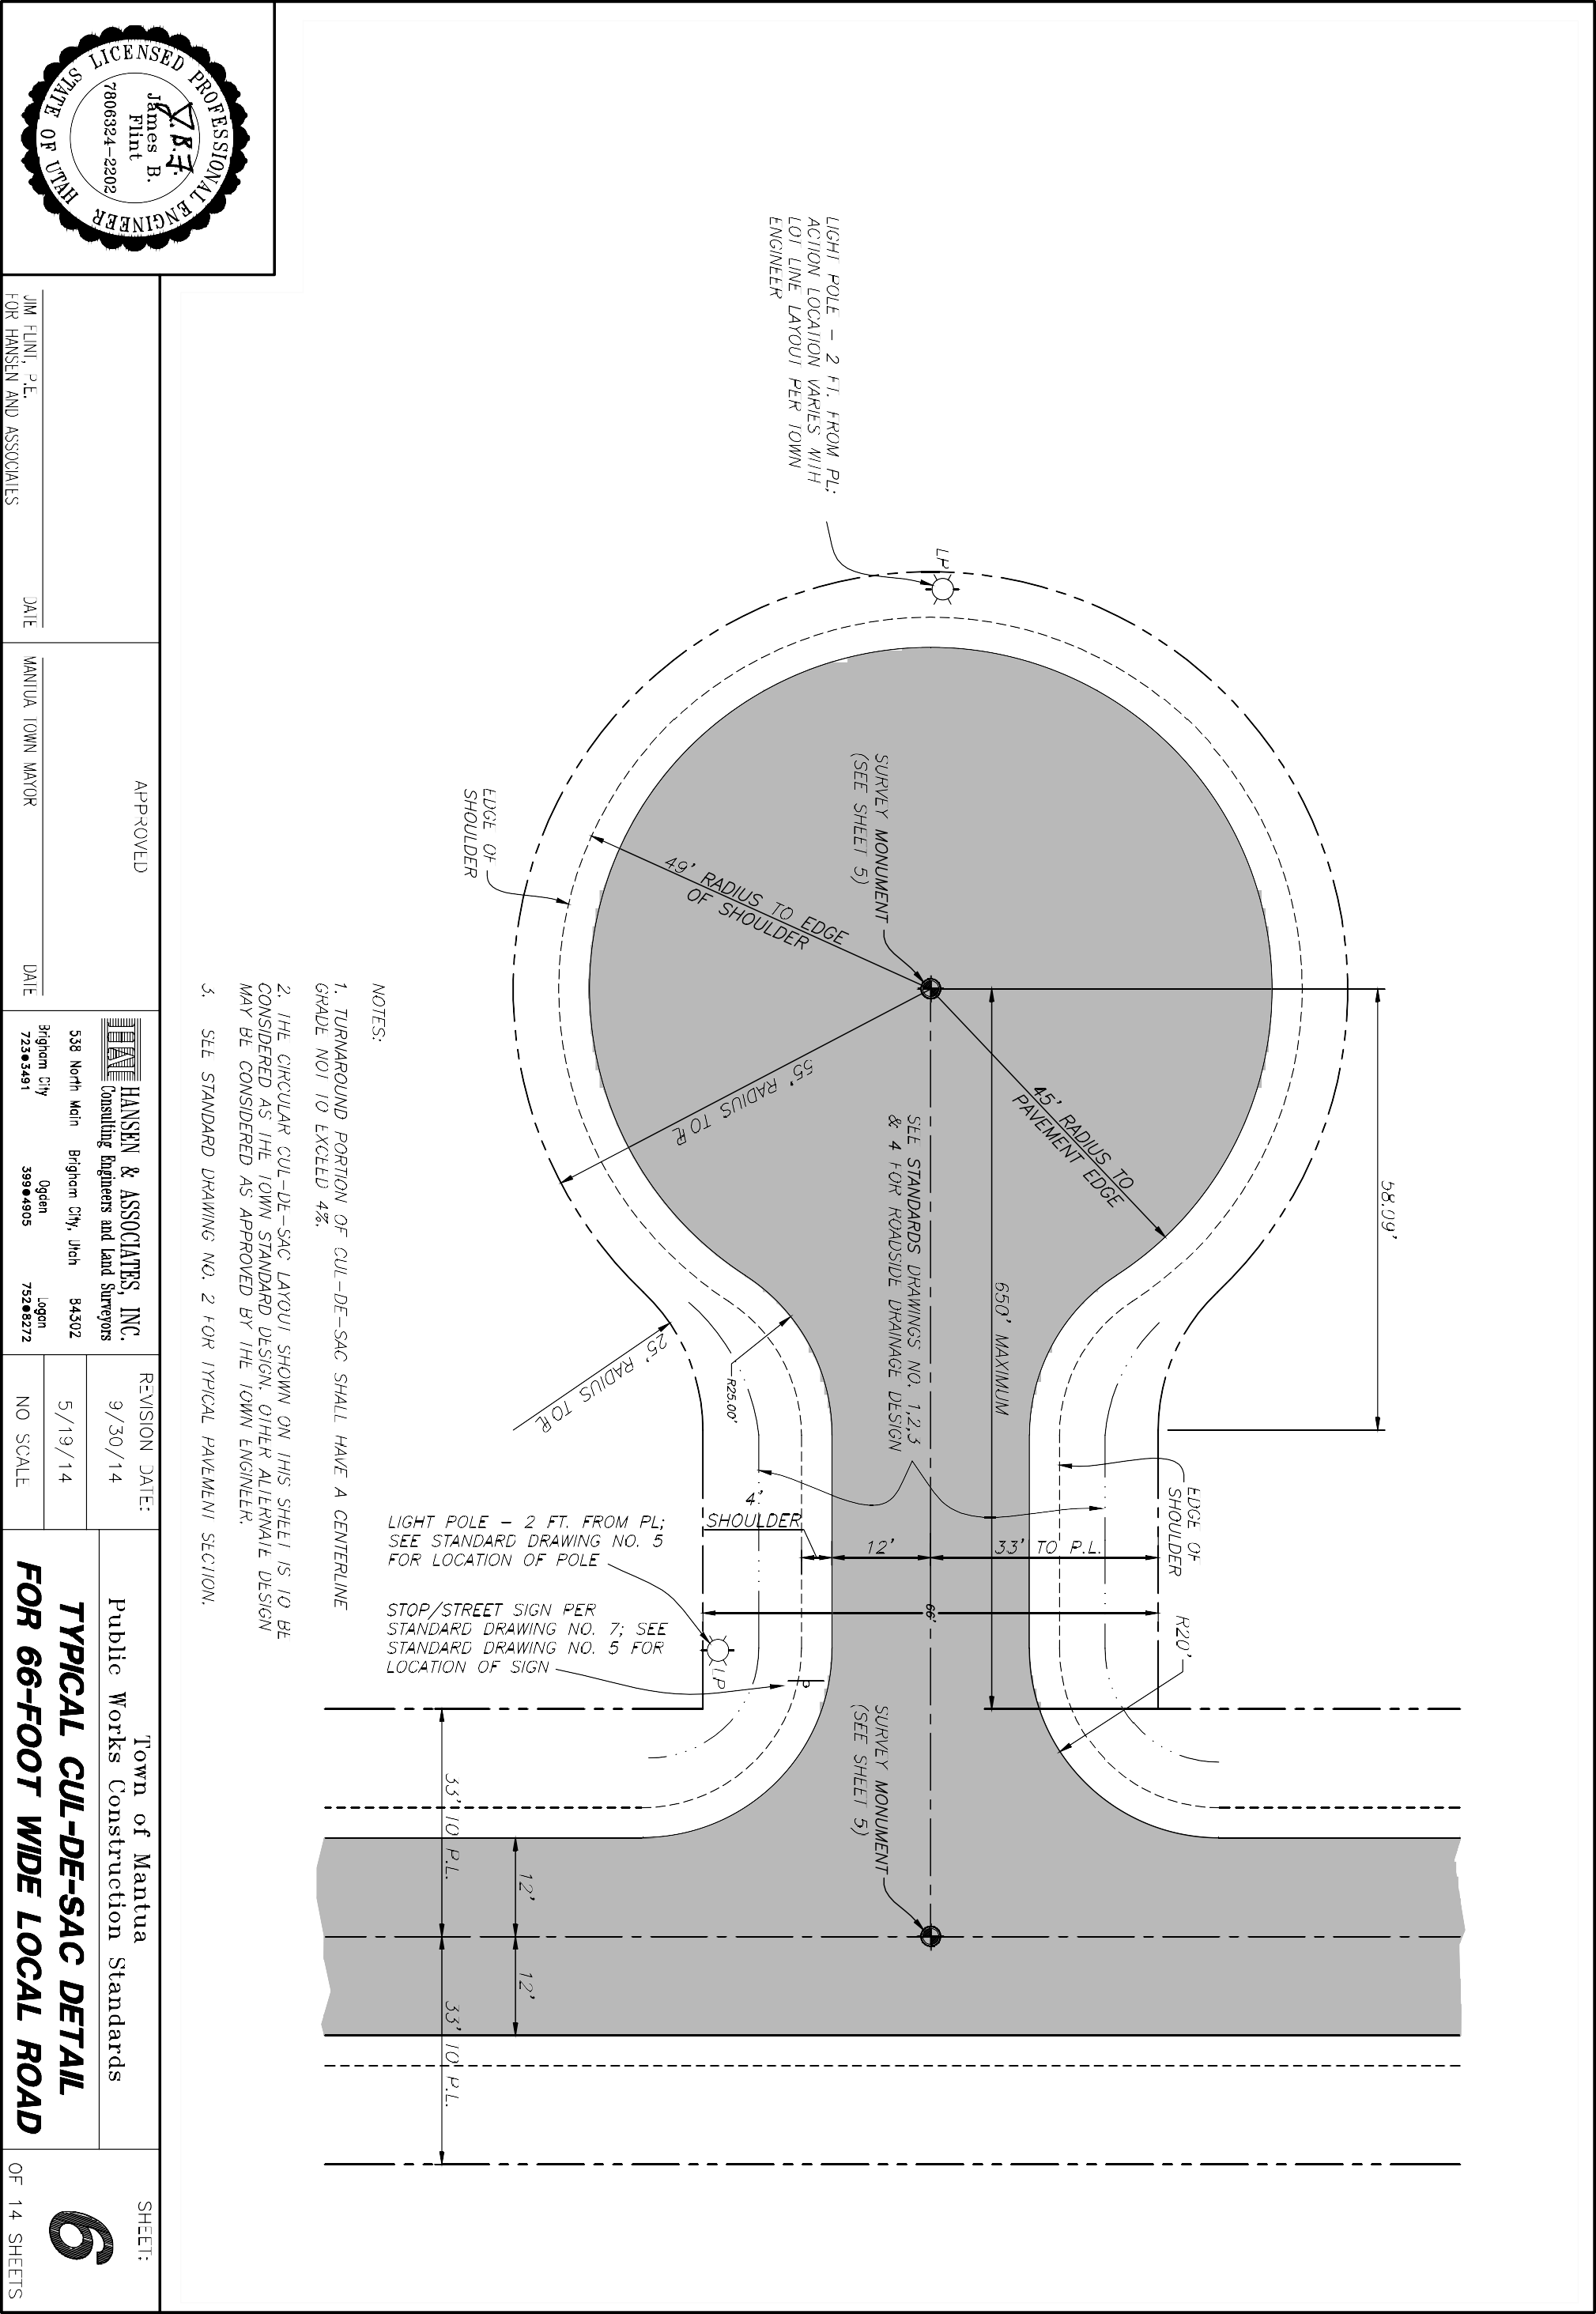 LICENSED PROFESSIONAL ENGINEER
STATE OF UTAH
James B.
Flint
7806324-2202
LIGHT POLE - 2 FT. FROM PL;
ACTION LOCATION VARIES WITH
LOT LINE LAYOUT PER TOWN
ENGINEER
LP
SURVEY MONUMENT
(SEE SHEET 5)
EDGE OF
SHOULDER
49' RADIUS TO EDGE
OF SHOULDER
55' RADIUS TO PL
45' RADIUS TO
PAVEMENT EDGE
58.09'
SEE STANDARDS DRAWINGS NO. 1,2,3
& 4 FOR ROADSIDE DRAINAGE DESIGN
650' MAXIMUM
25' RADIUS TO PL
R25.00'
4'
SHOULDER
12'
33' TO P.L.
66'
EDGE OF
SHOULDER
R20'
LIGHT POLE - 2 FT. FROM PL;
SEE STANDARD DRAWING NO. 5
FOR LOCATION OF POLE
STOP/STREET SIGN PER
STANDARD DRAWING NO. 7; SEE
STANDARD DRAWING NO. 5 FOR
LOCATION OF SIGN
LP
SURVEY MONUMENT
(SEE SHEET 5)
33' TO P.L.
12'
12'
33' TO P.L.
NOTES:
1. TURNAROUND PORTION OF CUL-DE-SAC SHALL HAVE A CENTERLINE
GRADE NOT TO EXCEED 4%.
2. THE CIRCULAR CUL-DE-SAC LAYOUT SHOWN ON THIS SHEET IS TO BE
CONSIDERED AS THE TOWN STANDARD DESIGN. OTHER ALTERNATE DESIGN
MAY BE CONSIDERED AS APPROVED BY THE TOWN ENGINEER.
3. SEE STANDARD DRAWING NO. 2 FOR TYPICAL PAVEMENT SECTION.
JIM FLINT, P.E. DATE
FOR HANSEN AND ASSOCIATES
APPROVED
MANTUA TOWN MAYOR DATE
HAI
HANSEN & ASSOCIATES, INC.
Consulting Engineers and Land Surveyors
538 North Main Brigham City, Utah 84302
Brigham City Ogden Logan
723●3491 399●4905 752●8272
REVISION DATE:
9/30/14
5/19/14
NO SCALE
Town of Mantua
Public Works Construction Standards
TYPICAL CUL-DE-SAC DETAIL
FOR 66-FOOT WIDE LOCAL ROAD
SHEET:
6
OF 14 SHEETS